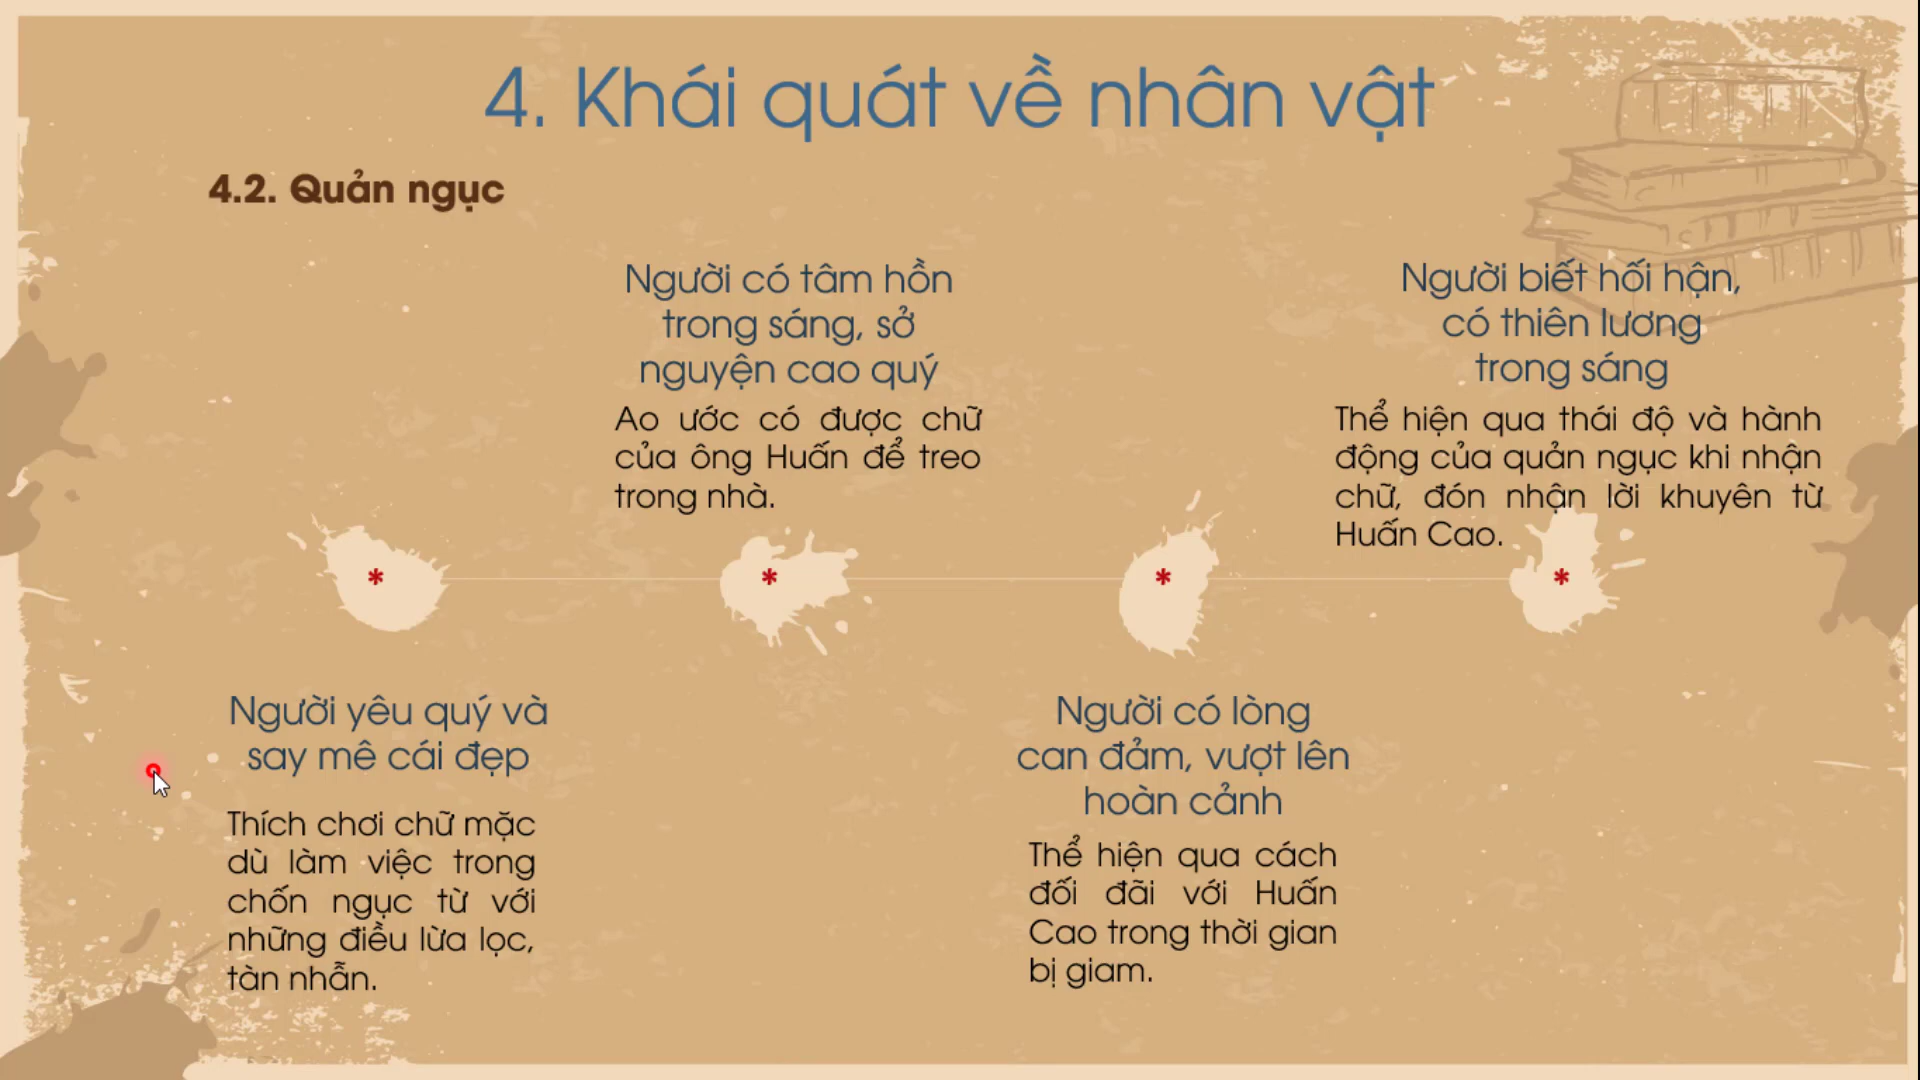 4. Khái quát về nhân vật
4.2. Quản ngục
Người yêu quý và
say mê cái đẹp
Thích chơi chữ mặc
dù làm việc trong
chốn ngục từ với
những điều lừa lọc,
tàn nhẫn.
Người có tâm hồn
trong sáng, sở
nguyện cao quý
Ao ước có được chữ
của ông Huấn để treo
trong nhà.
Người có lòng
can đảm, vượt lên
hoàn cảnh
Thể hiện qua cách
đối đãi với Huấn
Cao trong thời gian
bị giam.
Người biết hối hận,
có thiên lương
trong sáng
Thể hiện qua thái độ và hành
động của quản ngục khi nhận
chữ, đón nhận lời khuyên từ
Huấn Cao.
* * * *